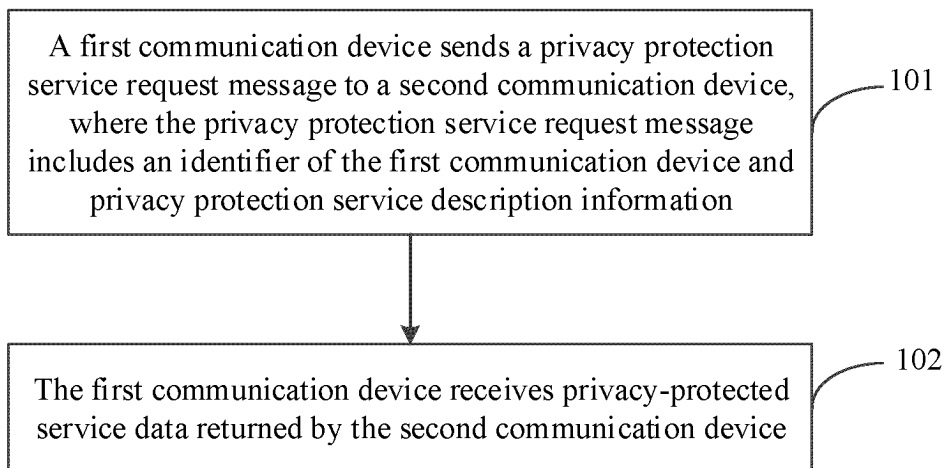 A first communication device sends a privacy protection
service request message to a second communication device,
where the privacy protection service request message
includes an identifier of the first communication device and
privacy protection service description information
101
The first communication device receives privacy-protected
service data returned by the second communication device
102